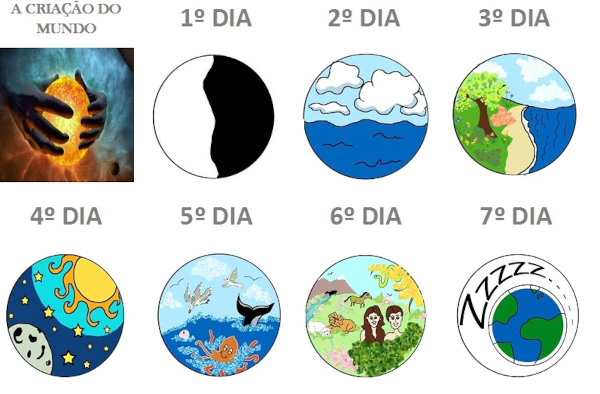 A CRIAÇÃO DO
MUNDO
1º DIA
2º DIA
3º DIA
4º DIA
5º DIA
6º DIA
7º DIA
Zzzzz